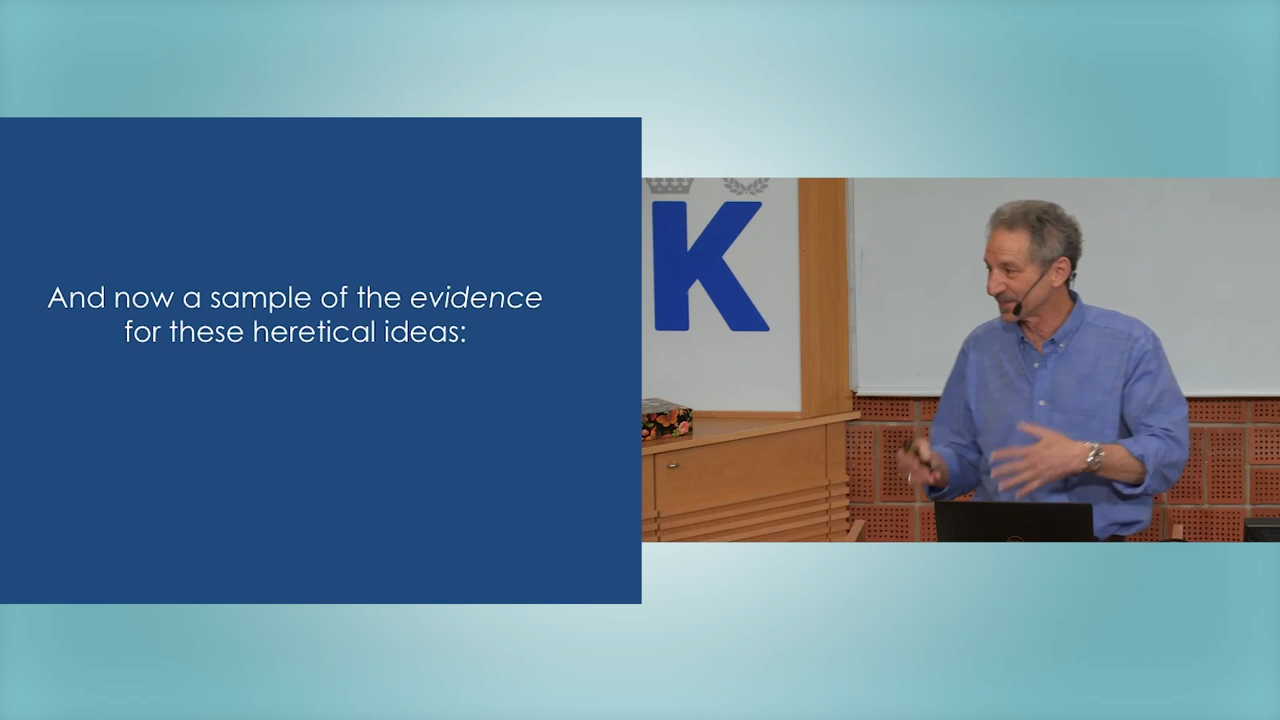 And now a sample of the evidence
for these heretical ideas:
K